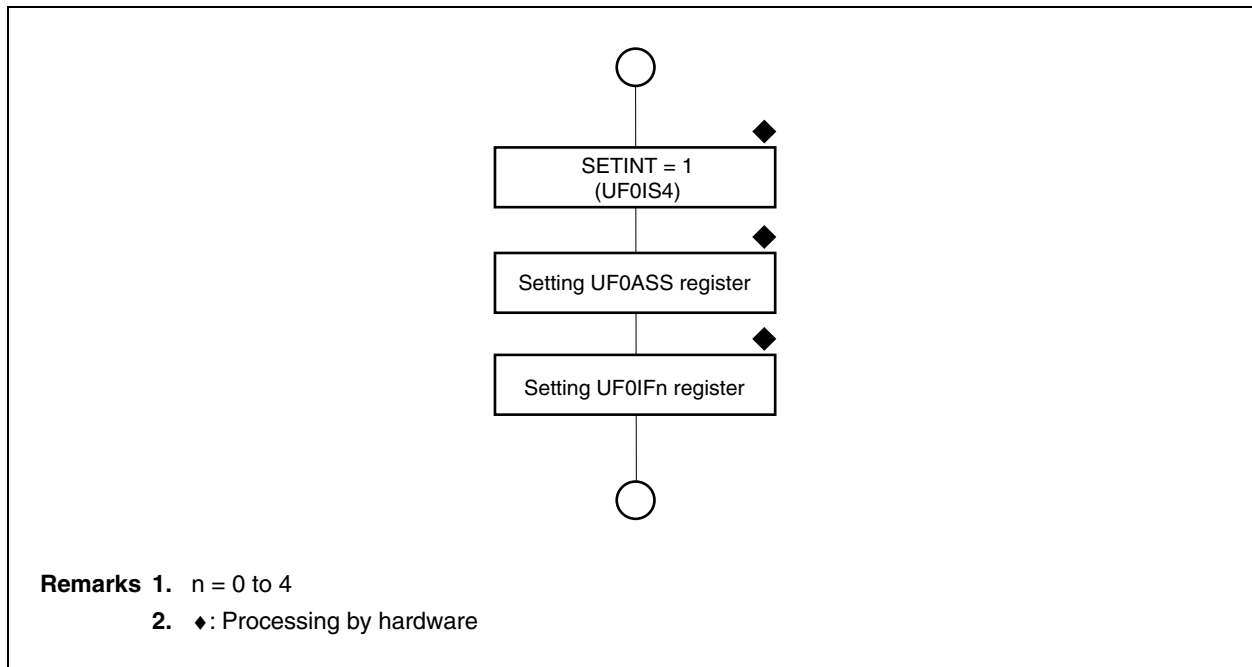 SETINT = 1
(UF0IS4)
Setting UF0ASS register
Setting UF0IFn register
Remarks 1. n = 0 to 4
2. ♦: Processing by hardware